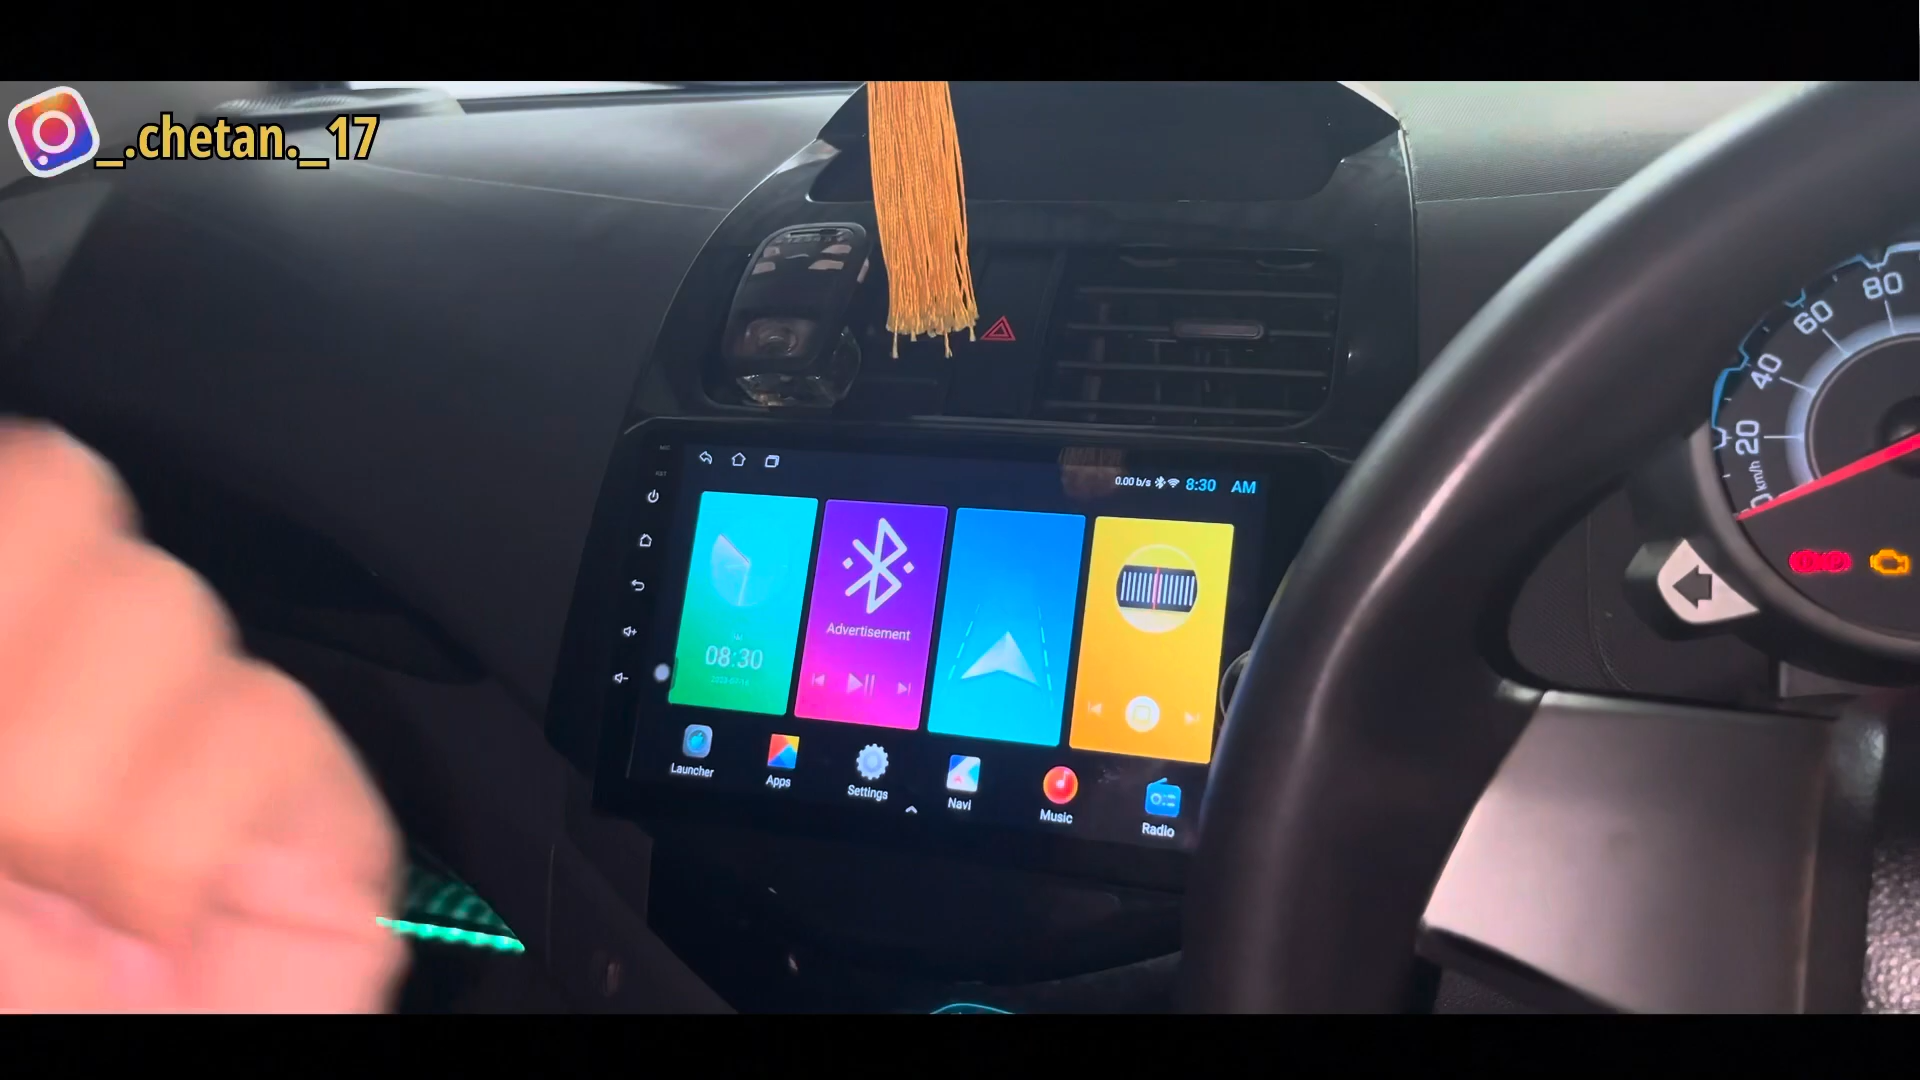 _.chetan._17
80
60
40
20
0
km/h
0.00 b/s 8:30 AM
08:30
Advertisement
Launcher
Apps
Settings
Navi
Music
Radio